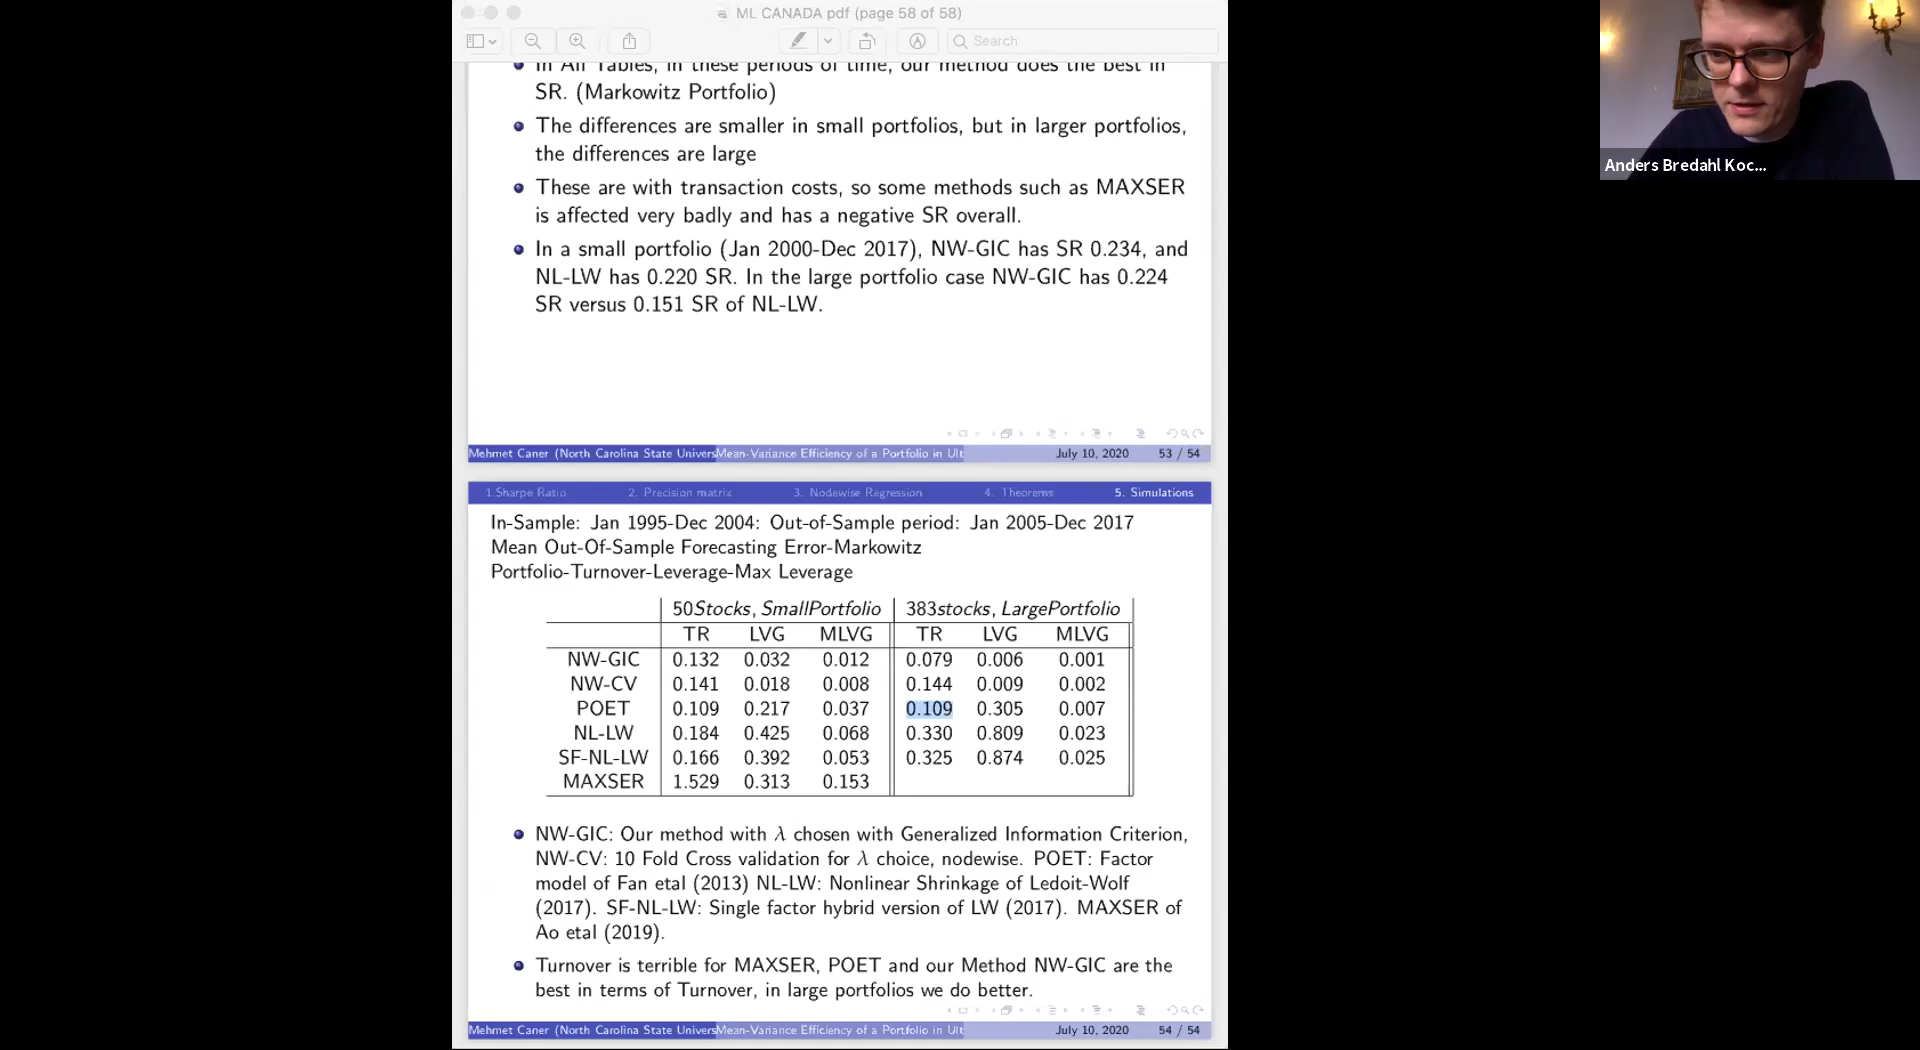 ML CANADA pdf (page 58 of 58)
Search
In All Tables, in these periods of time, our method does the best in
SR. (Markowitz Portfolio)
The differences are smaller in small portfolios, but in larger portfolios,
the differences are large
These are with transaction costs, so some methods such as MAXSER
is affected very badly and has a negative SR overall.
In a small portfolio (Jan 2000-Dec 2017), NW-GIC has SR 0.234, and
NL-LW has 0.220 SR. In the large portfolio case NW-GIC has 0.224
SR versus 0.151 SR of NL-LW.
Mehmet Caner (North Carolina State Univers Mean-Variance Efficiency of a Portfolio in Ult July 10, 2020 53 / 54
1.Sharpe Ratio 2. Precision matrix 3. Nodewise Regression 4. Theorems 5. Simulations
In-Sample: Jan 1995-Dec 2004: Out-of-Sample period: Jan 2005-Dec 2017
Mean Out-Of-Sample Forecasting Error-Markowitz
Portfolio-Turnover-Leverage-Max Leverage
50Stocks, SmallPortfolio 383stocks, LargePortfolio
TR LVG MLVG TR LVG MLVG
NW-GIC 0.132 0.032 0.012 0.079 0.006 0.001
NW-CV 0.141 0.018 0.008 0.144 0.009 0.002
POET 0.109 0.217 0.037 0.109 0.305 0.007
NL-LW 0.184 0.425 0.068 0.330 0.809 0.023
SF-NL-LW 0.166 0.392 0.053 0.325 0.874 0.025
MAXSER 1.529 0.313 0.153
NW-GIC: Our method with λ chosen with Generalized Information Criterion,
NW-CV: 10 Fold Cross validation for λ choice, nodewise. POET: Factor
model of Fan etal (2013) NL-LW: Nonlinear Shrinkage of Ledoit-Wolf
(2017). SF-NL-LW: Single factor hybrid version of LW (2017). MAXSER of
Ao etal (2019).
Turnover is terrible for MAXSER, POET and our Method NW-GIC are the
best in terms of Turnover, in large portfolios we do better.
Mehmet Caner (North Carolina State Univers Mean-Variance Efficiency of a Portfolio in Ult July 10, 2020 54 / 54
Anders Bredahl Koc...